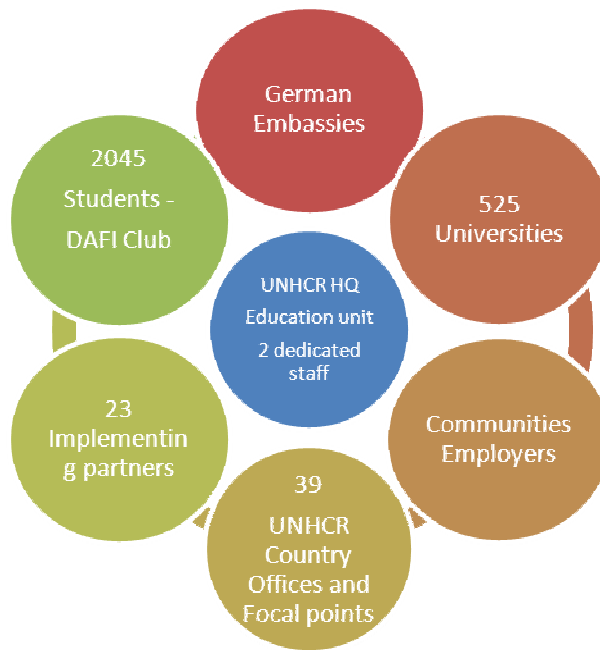 German
Embassies
2045
Students -
DAFI Club
525
Universities
UNHCR HQ
Education unit
2 dedicated
staff
23
Implementin
g partners
Communities
Employers
39
UNHCR
Country
Offices and
Focal points